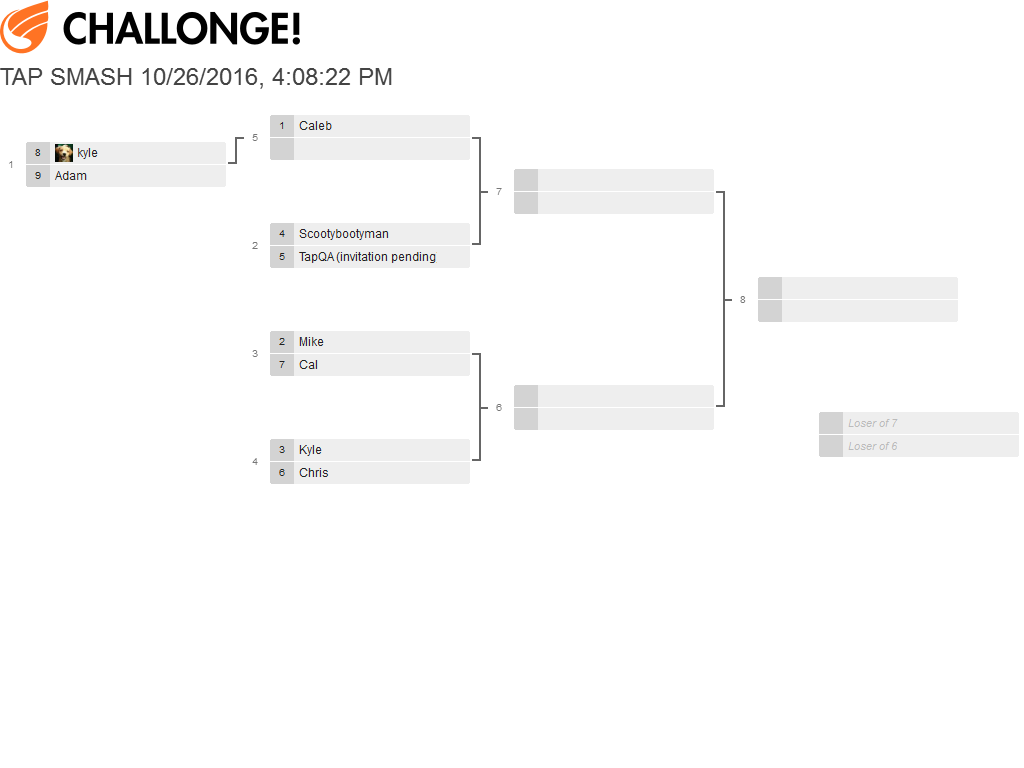 CHALLONGE!
TAP SMASH 10/26/2016, 4:08:22 PM
1
8 kyle
9 Adam
5
1 Caleb
2
4 Scootybootyman
5 TapQA (invitation pending
3
2 Mike
7 Cal
4
3 Kyle
6 Chris
7
6
8
Loser of 7
Loser of 6